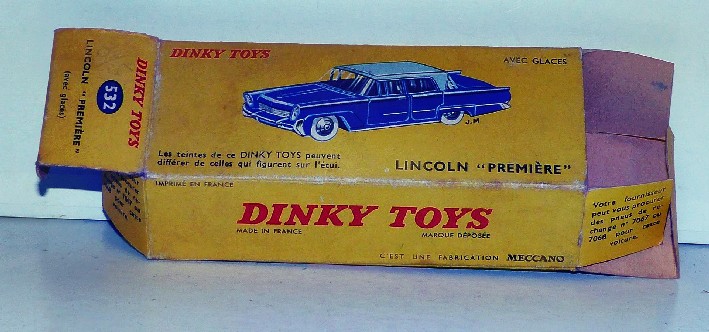 DINKY TOYS
532
LINCOLN "PREMIÈRE"
(avec glaces)
DINKY TOYS
AVEC GLACES
J.M
Les teintes de ce DINKY TOYS peuvent
différer de celles qui figurent sur l'étui.
LINCOLN "PREMIÈRE"
IMPRIMÉ EN FRANCE
DINKY TOYS
MADE IN FRANCE
MARQUE DÉPOSÉE
C'EST UNE FABRICATION MECCANO
Votre fournisseur
peut vous procurer
des pneus de re-
change n° 7067 ou
7068 pour cette
voiture.